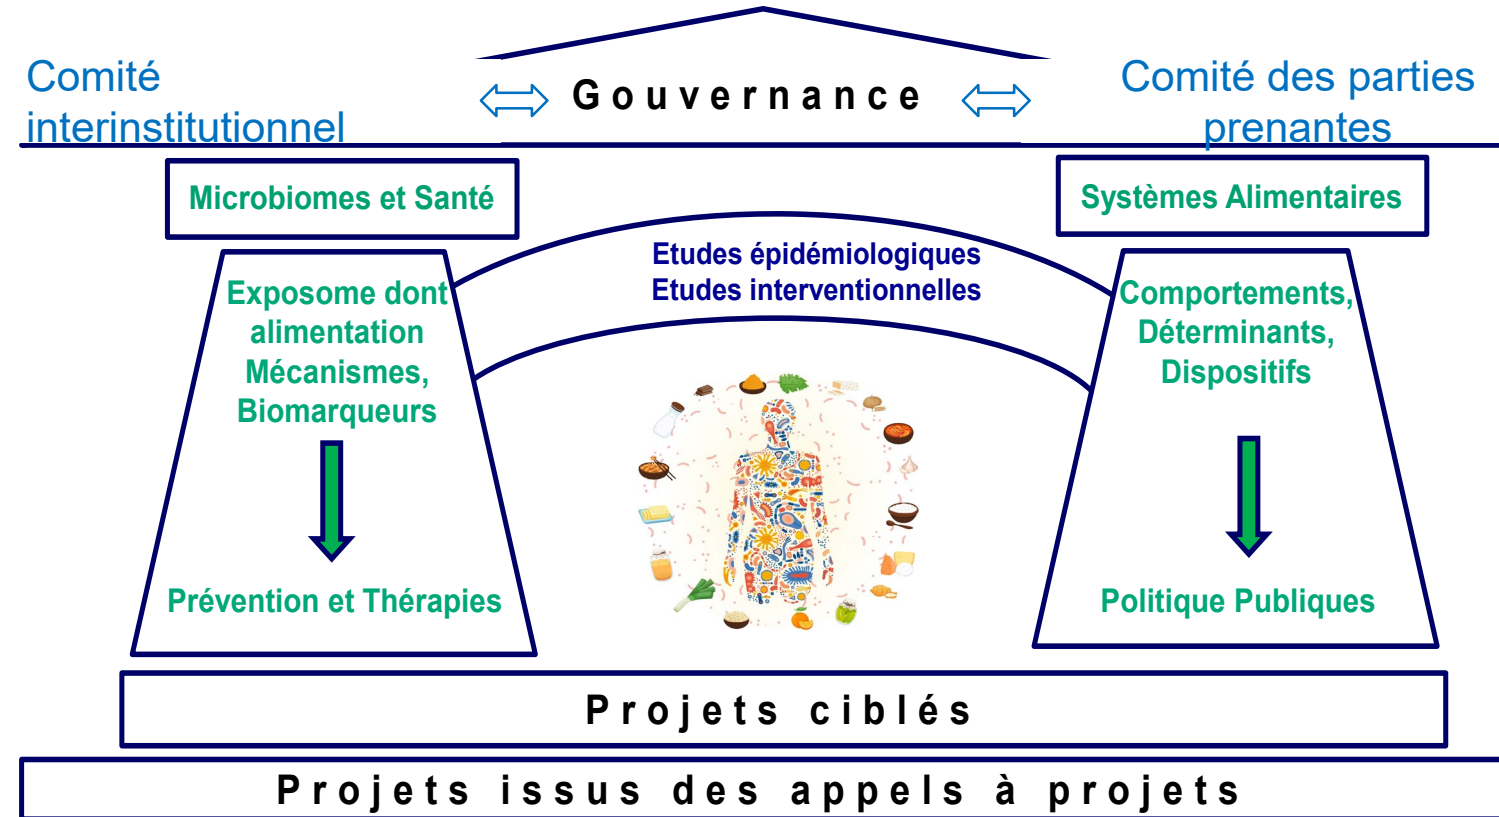 Comité
interinstitutionnel
Gouvernance
Comité des parties
prenantes
Microbiomes et Santé
Systèmes Alimentaires
Etudes épidémiologiques
Etudes interventionnelles
Exposome dont
alimentation
Mécanismes,
Biomarqueurs
Prévention et Thérapies
Comportements,
Déterminants,
Dispositifs
Politique Publiques
Projets ciblés
Projets issus des appels à projets